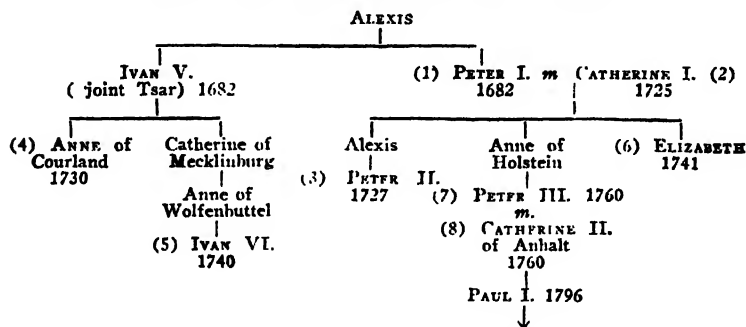 ALEXIS
IVAN V. (1) PETER I. m CATHERINE I. (2)
( joint Tsar) 1682 1682 1725
(4) ANNE of Catherine of Alexis Anne of (6) ELIZABETH
Courland Mecklinburg Holstein 1741
1730 (3) PETER II. (7) PETER III. 1760
Anne of 1727 m.
Wolfenhuttel (8) CATHERINE II.
(5) IVAN VI. of Anhalt
1740 1760
PAUL I. 1796